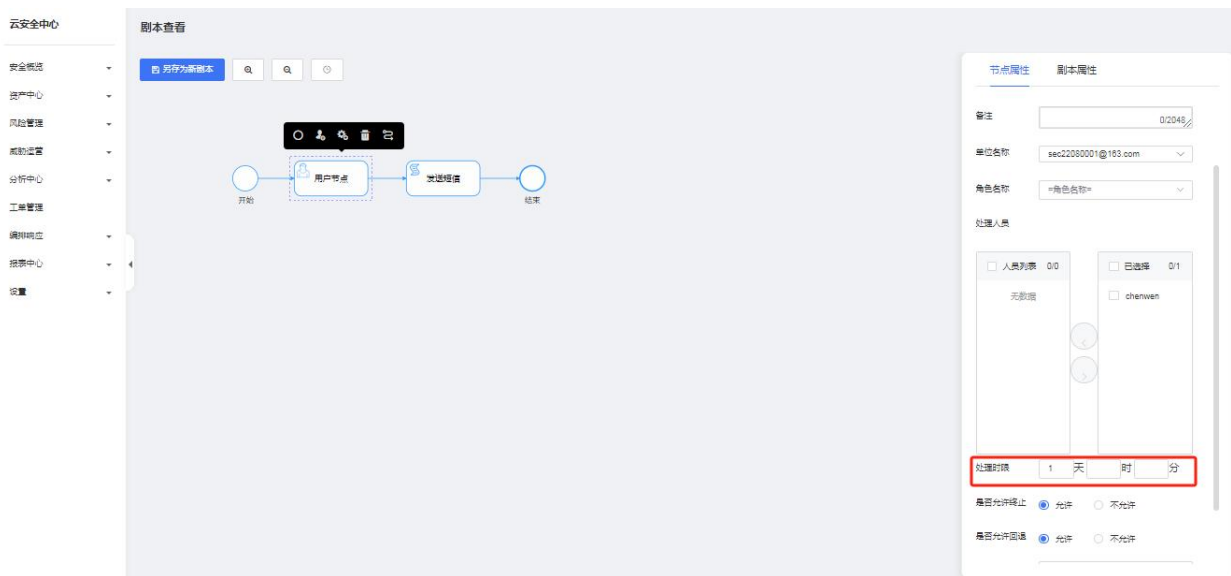 云安全中心
剧本查看
安全概览
资产中心
风险管理
威胁运营
分析中心
工单管理
编排响应
报表中心
设置
另存为新剧本
开始
用户节点
发送短信
结束
节点属性 剧本属性
备注 0/2048
单位名称 sec22080001@163.com
角色名称 =角色名称=
处理人员
人员列表 0/0 已选择 0/1
无数据 chenwen
处理时限 1 天 时 分
是否允许终止 允许 不允许
是否允许回退 允许 不允许